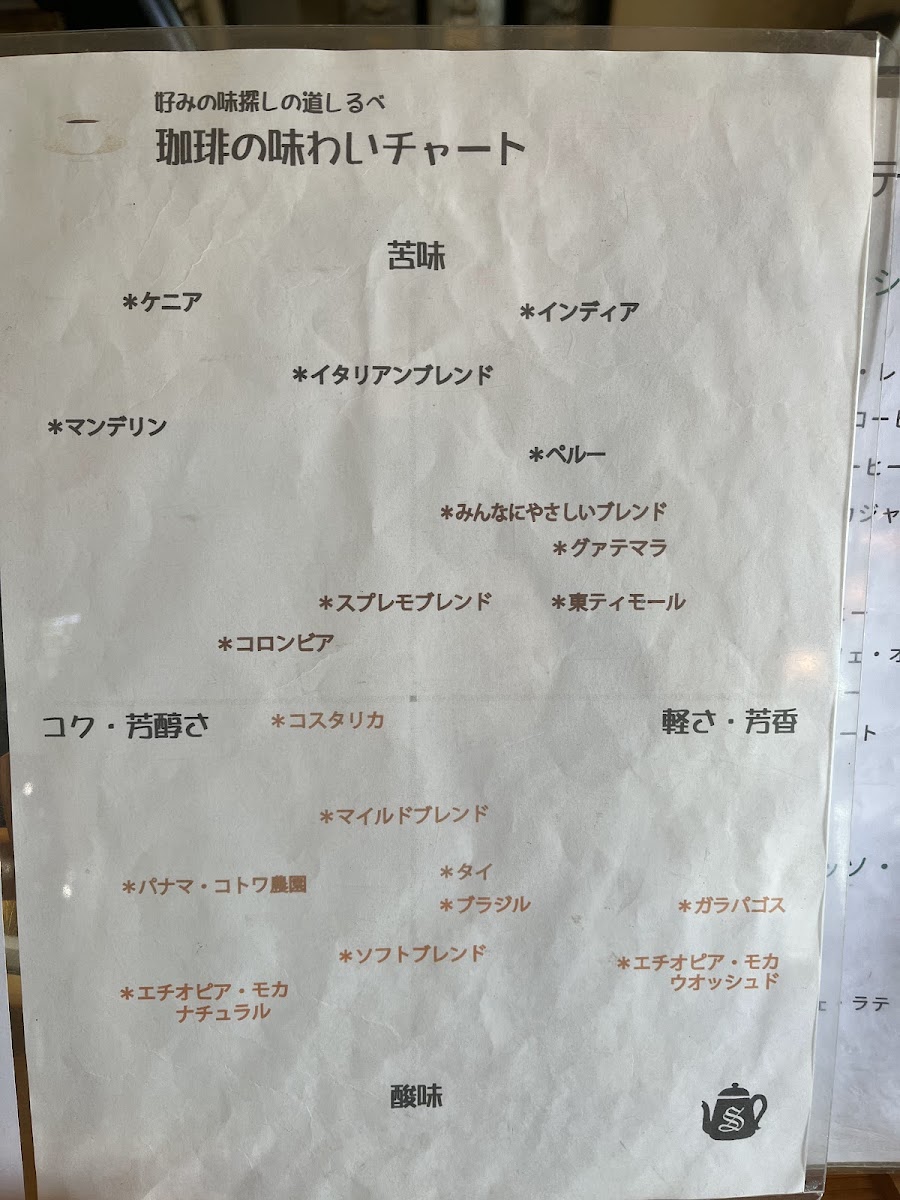 好みの味探しの道しるべ
珈琲の味わいチャート
苦味
＊ケニア
＊インディア
＊イタリアンブレンド
＊マンデリン
＊ペルー
＊みんなにやさしいブレンド
＊グァテマラ
＊スプレモブレンド
＊東ティモール
＊コロンビア
コク・芳醇さ
＊コスタリカ
軽さ・芳香
＊マイルドブレンド
＊パナマ・コトワ農園
＊タイ
＊ブラジル
＊ガラパゴス
＊ソフトブレンド
＊エチオピア・モカ
ウオッシュド
＊エチオピア・モカ
ナチュラル
酸味
S